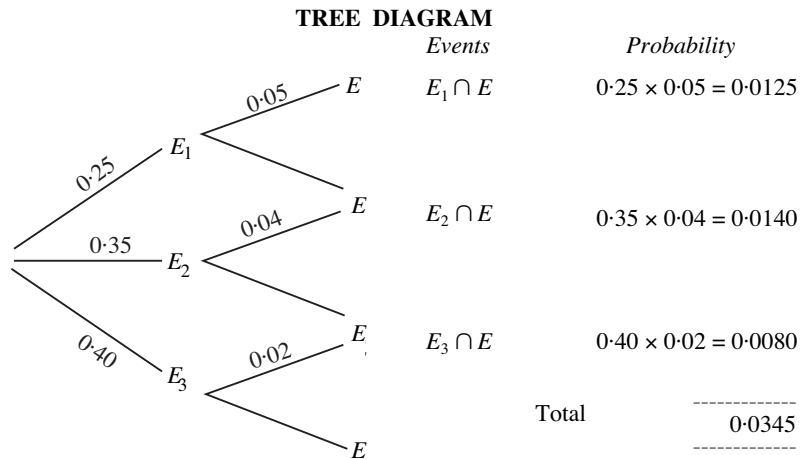 TREE DIAGRAM
Events Probability
0·05 E E₁ ∩ E 0·25 × 0·05 = 0·0125
0·25 E₁
E E₂ ∩ E 0·35 × 0·04 = 0·0140
0·35 E₂ 0·04
E E₃ ∩ E 0·40 × 0·02 = 0·0080
0·40 E₃ 0·02
Total 0·0345
E